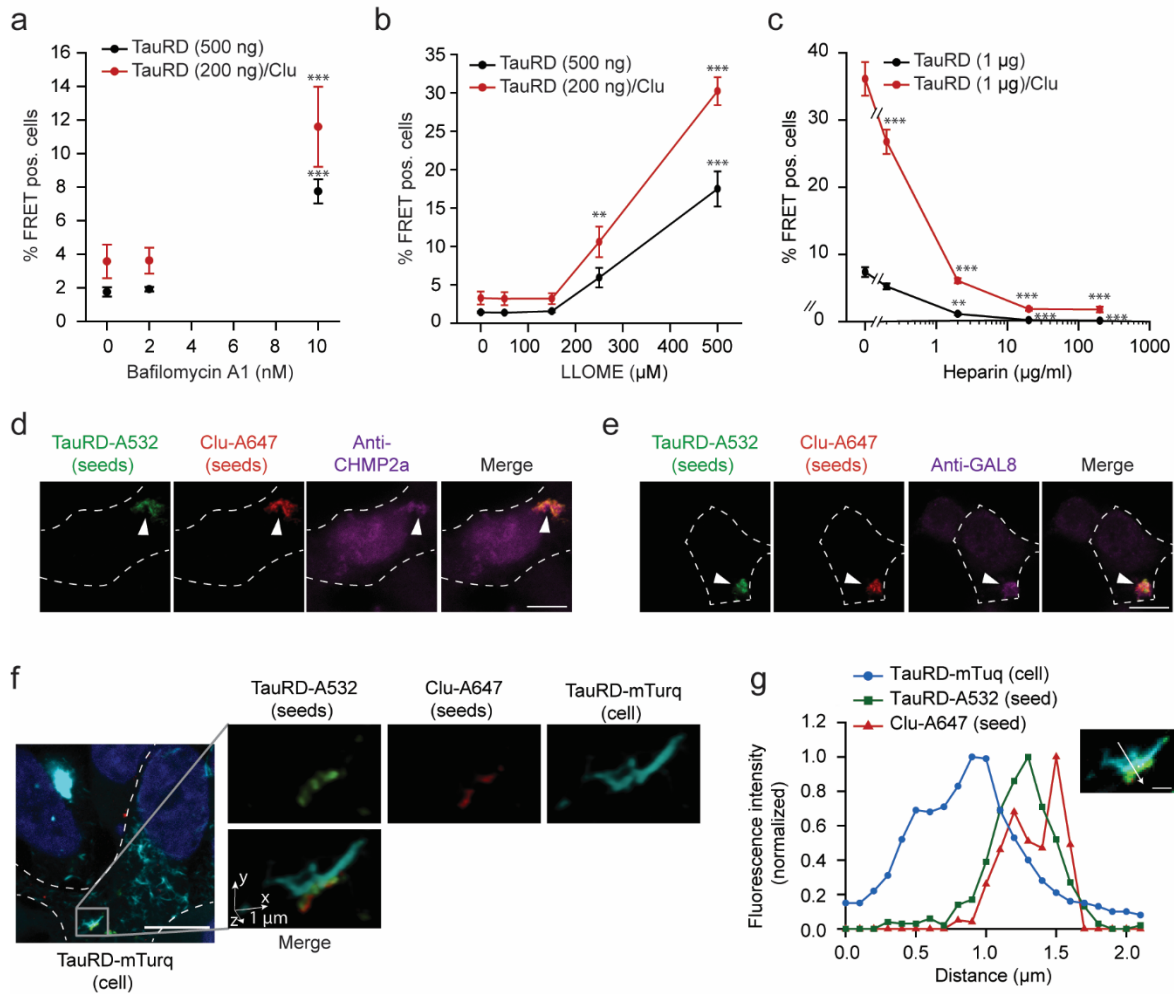 a
TauRD (500 ng)
TauRD (200 ng)/Clu
% FRET pos. cells
16
14
12
10
8
6
4
2
0
***
***
0 2 4 6 8 10
Bafilomycin A1 (nM)
b
TauRD (500 ng)
TauRD (200 ng)/Clu
% FRET pos. cells
35
30
25
20
15
10
5
0
**
***
***
0 100 200 300 400 500
LLOME (µM)
c
TauRD (1 µg)
TauRD (1 µg)/Clu
% FRET pos. cells
40
30
20
10
0
//
//
//
//
***
***
***
***
**
***
***
0 1 10 100 1000
Heparin (µg/ml)
d
TauRD-A532
(seeds)
Clu-A647
(seeds)
Anti-
CHMP2a
Merge
e
TauRD-A532
(seeds)
Clu-A647
(seeds)
Anti-GAL8
Merge
f
TauRD-A532
(seeds)
Clu-A647
(seeds)
TauRD-mTurq
(cell)
y
x
z
1 µm
Merge
TauRD-mTurq
(cell)
g
TauRD-mTuq (cell)
TauRD-A532 (seed)
Clu-A647 (seed)
Fluorescence intensity
(normalized)
1.2
1.0
0.8
0.6
0.4
0.2
0.0
0.0 0.5 1.0 1.5 2.0
Distance (µm)